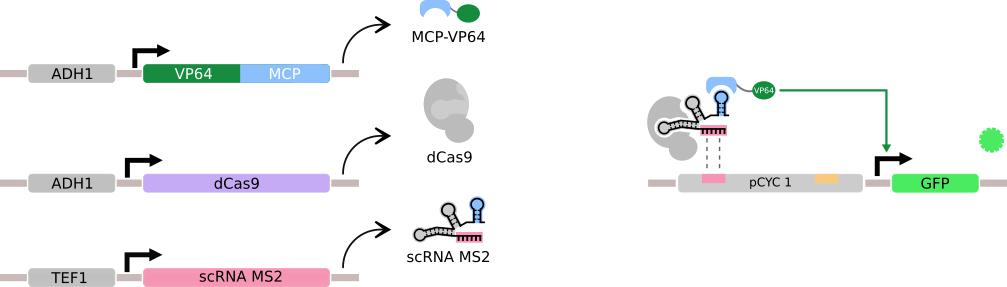 ADH1 VP64 MCP
MCP-VP64
ADH1 dCas9
dCas9
TEF1 scRNA MS2
scRNA MS2
VP64
pCYC 1 GFP